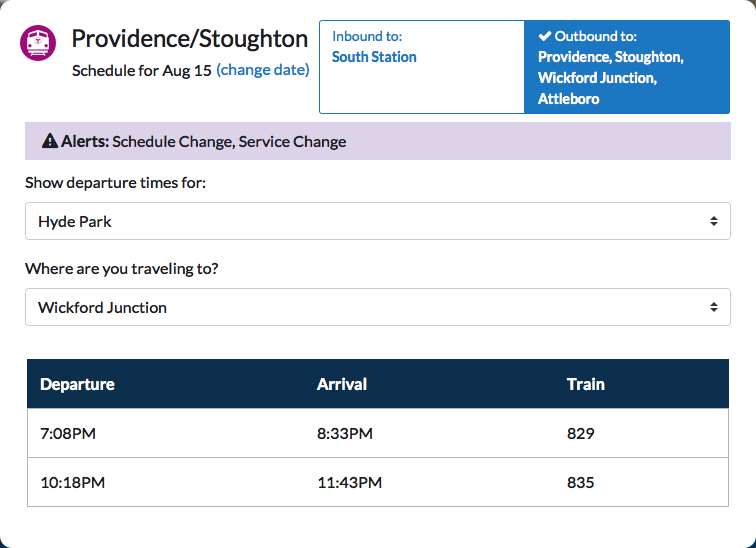 Providence/Stoughton
Schedule for Aug 15 (change date)
Inbound to:
South Station
Outbound to:
Providence, Stoughton,
Wickford Junction,
Attleboro
Alerts: Schedule Change, Service Change
Show departure times for:
Hyde Park
Where are you traveling to?
Wickford Junction
Departure Arrival Train
7:08PM 8:33PM 829
10:18PM 11:43PM 835